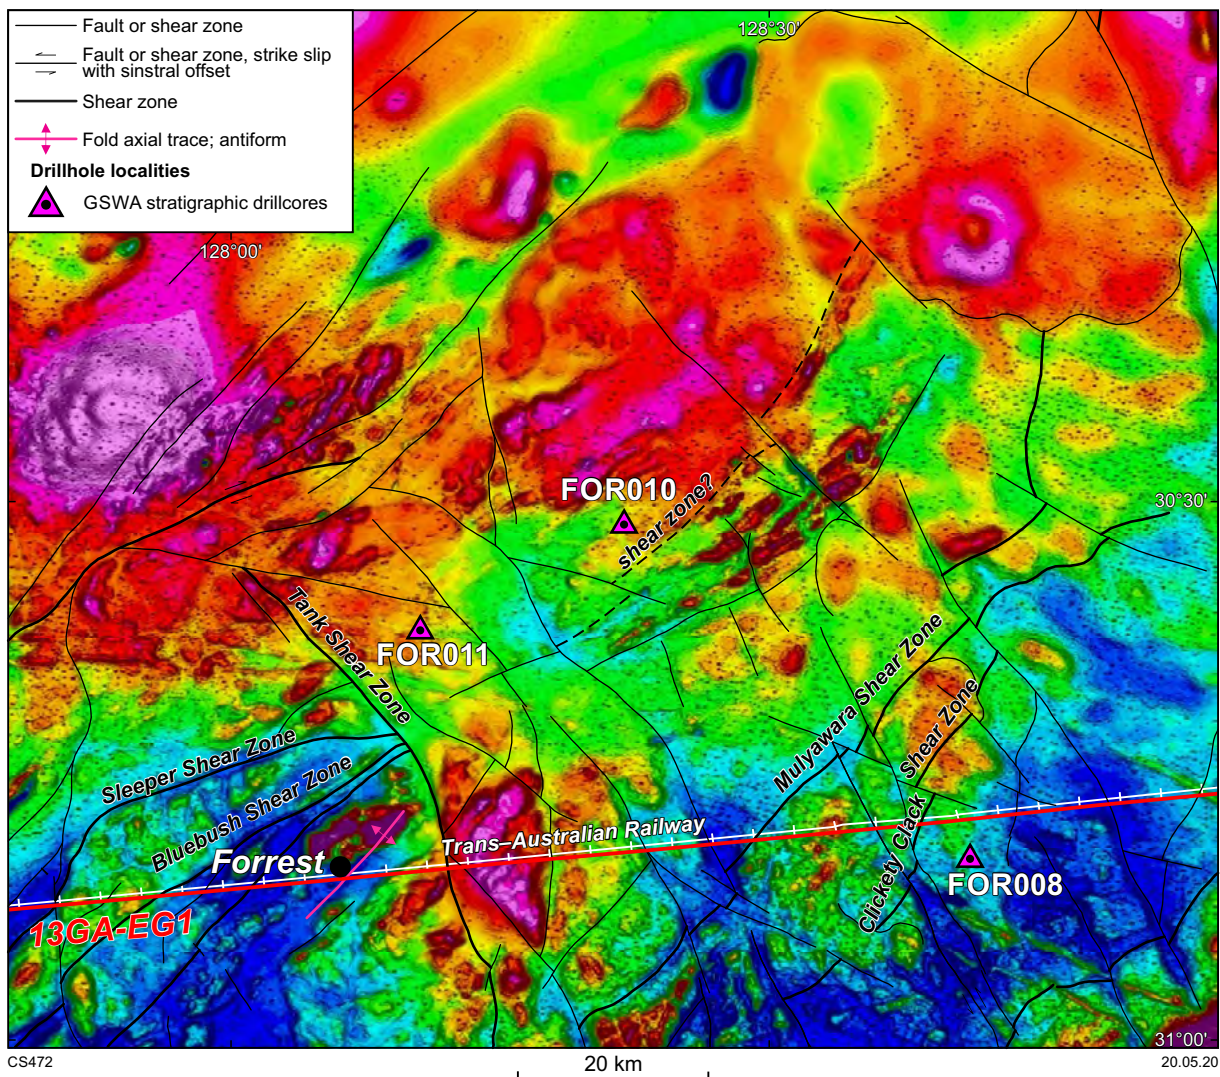 Fault or shear zone
Fault or shear zone, strike slip
with sinstral offset
Shear zone
Fold axial trace; antiform
Drillhole localities
GSWA stratigraphic drillcores
128°30'
128°00'
FOR010
30°30'
shear zone?
Tank Shear Zone
FOR011
Mulyawara Shear Zone
Clickety Clack Shear Zone
Sleeper Shear Zone
Bluebush Shear Zone
Trans–Australian Railway
Forrest
FOR008
13GA-EG1
31°00'
CS472
20 km
20.05.20